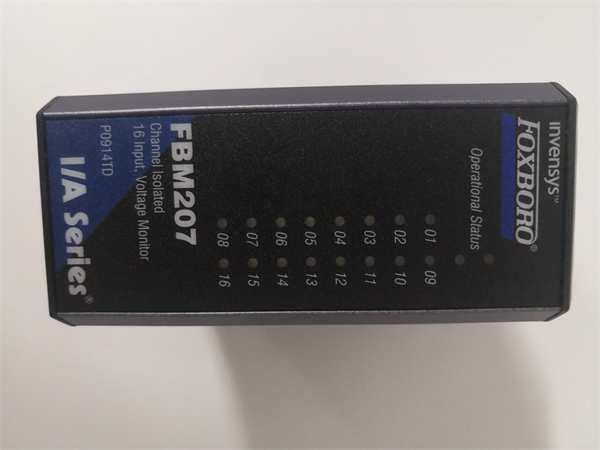 invensys™
FOXBORO®
Operational Status
01 09
02 10
03 11
04 12
05 13
06 14
07 15
08 16
FBM207
Channel Isolated
16 Input, Voltage Monitor
P0914TD
I/A Series®